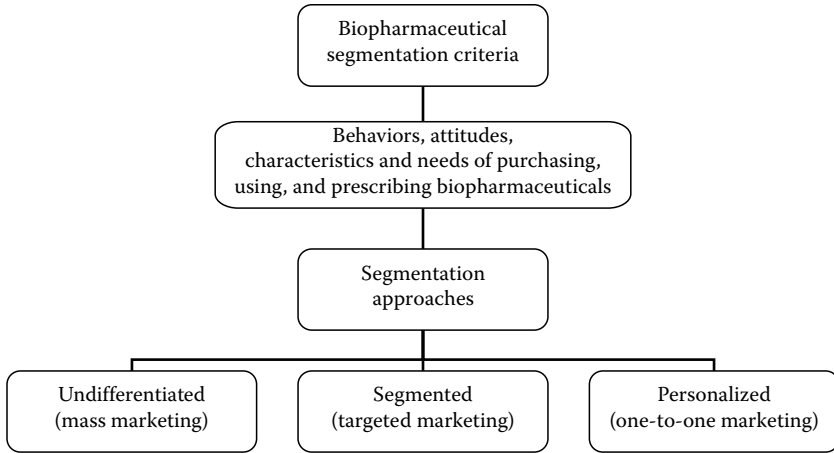 Biopharmaceutical
segmentation criteria
Behaviors, attitudes,
characteristics and needs of purchasing,
using, and prescribing biopharmaceuticals
Segmentation
approaches
Undifferentiated
(mass marketing)
Segmented
(targeted marketing)
Personalized
(one-to-one marketing)